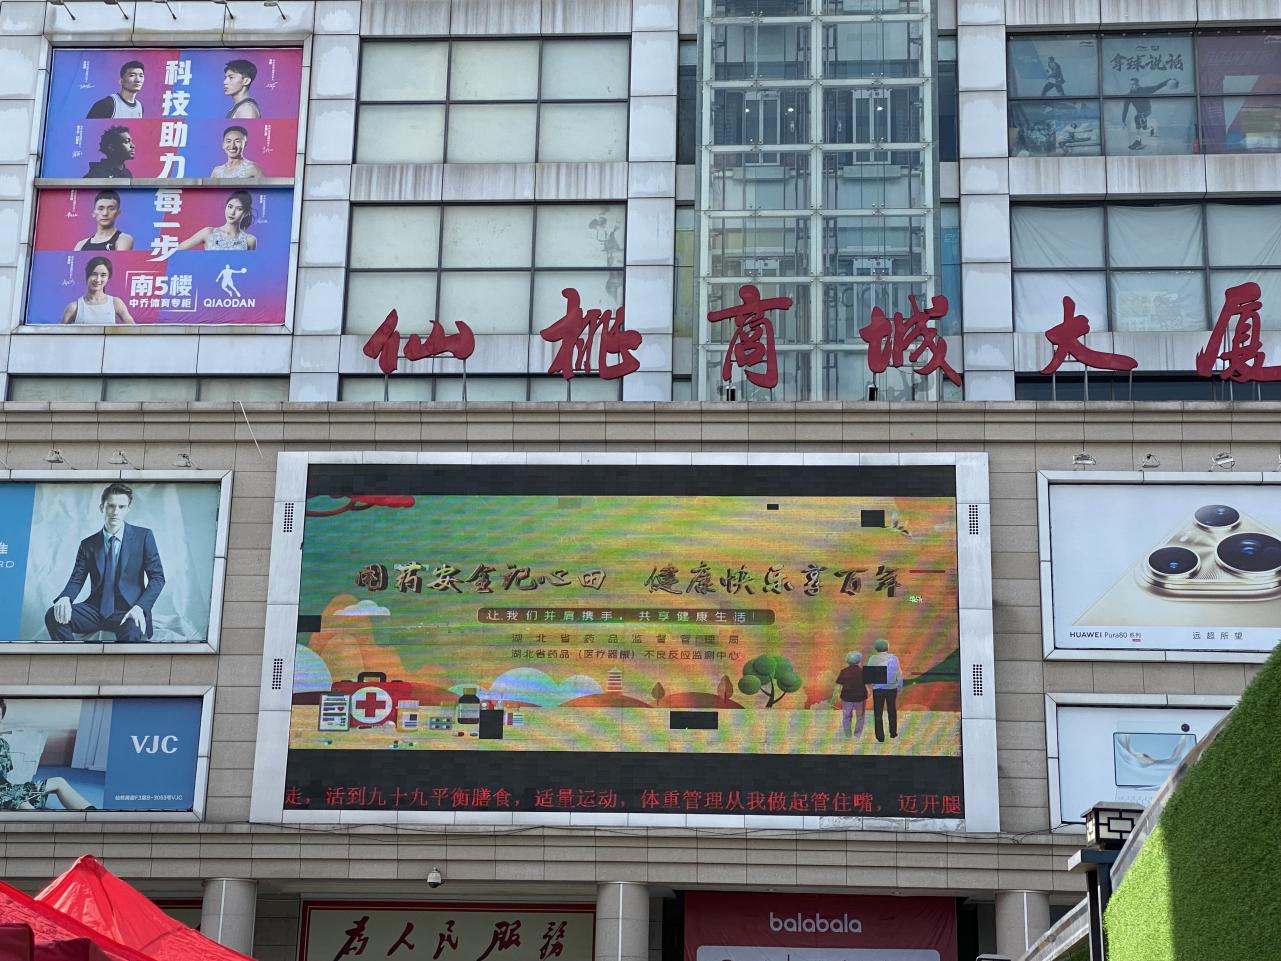 科技助力每一步
南5楼
中乔体育专柜
QIAODAN
拿球说话
仙桃商城大厦
国药安全记心田 健康快乐享百年
让我们并肩携手，共享健康生活！
湖北省药品监督管理局
湖北省药品（医疗器械）不良反应监测中心
走，活到九十九平衡膳食，适量运动，体重管理从我做起管住嘴，迈开腿
HUAWEI Pura80 系列
远超所望
VJC
为人民服务
balabala